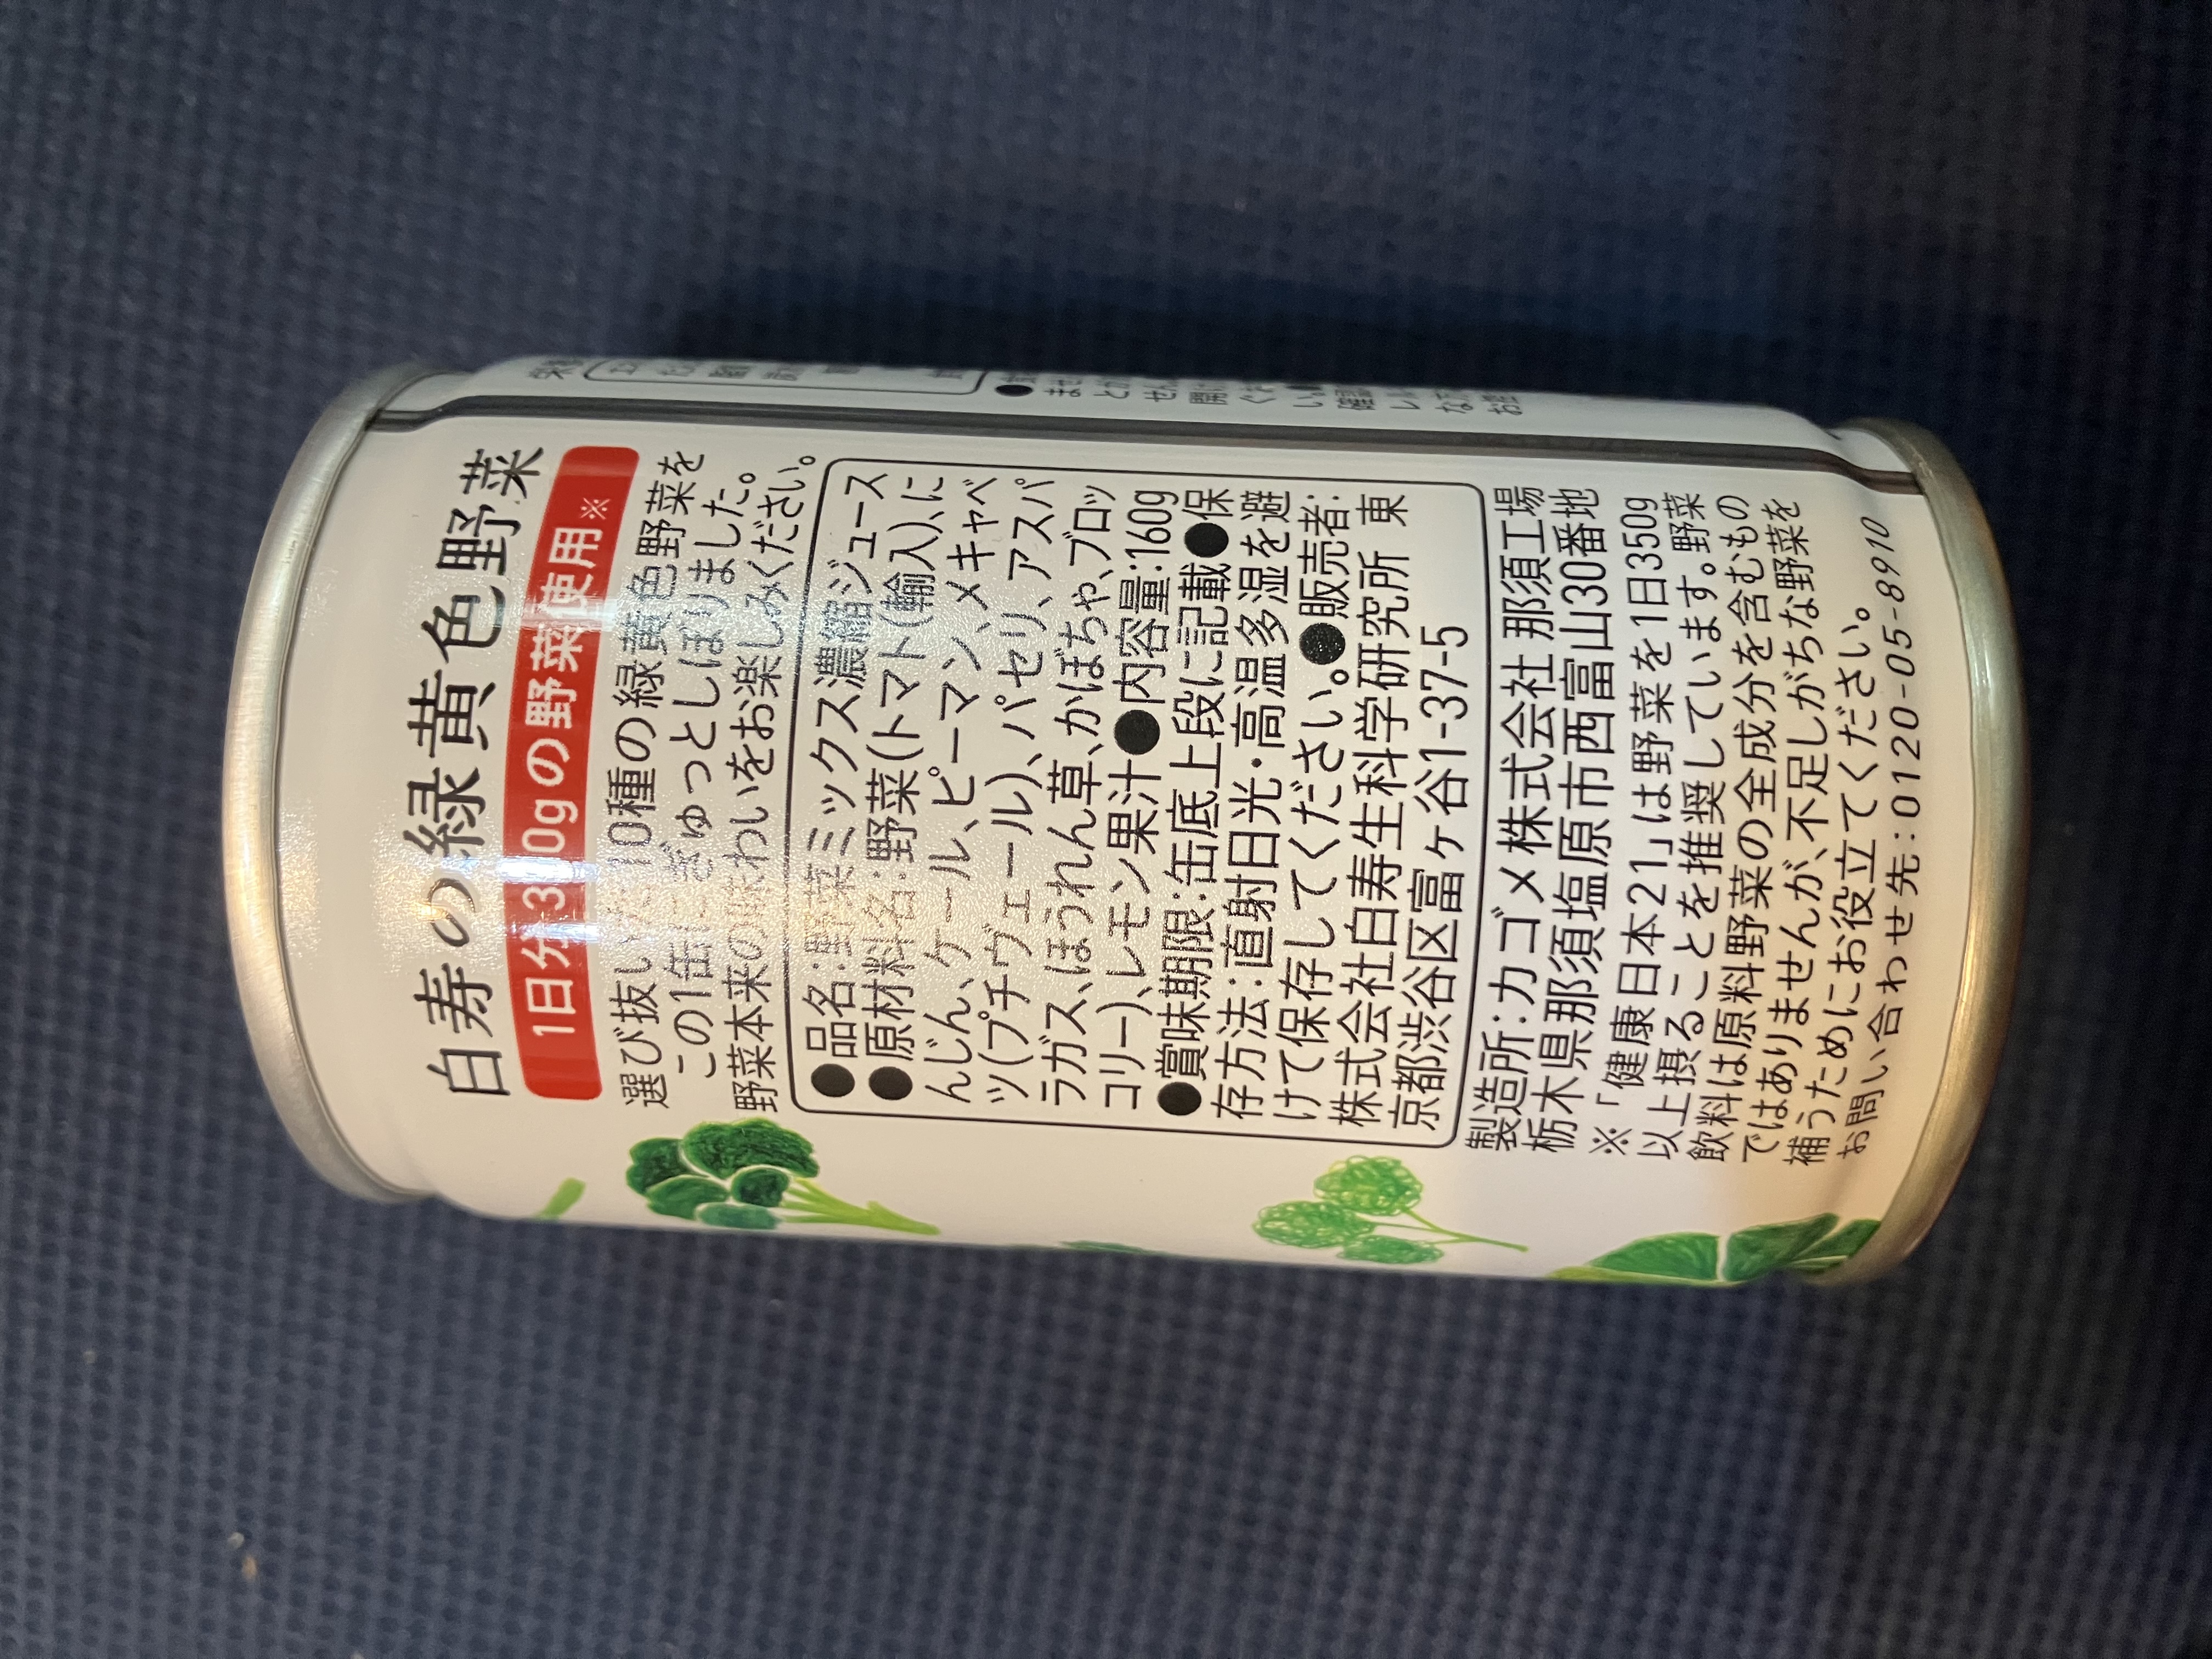 白寿の緑黄色野菜
1日分350gの野菜使用※
選び抜いた10種の緑黄色野菜を
この1缶にぎゅっとしぼりました。
野菜本来の味わいをお楽しみください。
●品名:野菜ミックス濃縮ジュース
●原材料名:野菜(トマト(輸入)、に
んじん、ケール、ピーマン、メキャベ
ツ(プチヴェール)、パセリ、アスパ
ラガス、ほうれん草、かぼちゃ、ブロッ
コリー)、レモン果汁●内容量:160g
●賞味期限:缶底上段に記載●保
存方法:直射日光・高温多湿を避
けて保存してください。●販売者:
株式会社白寿生科学研究所 東
京都渋谷区富ヶ谷1-37-5
製造所:カゴメ株式会社 那須工場
栃木県那須塩原市西富山30番地
※「健康日本21」は野菜を1日350g
以上摂ることを推奨しています。野菜
飲料は原料野菜の全成分を含むもの
ではありませんが、不足しがちな野菜を
補うためにお役立てください。
お問い合わせ先:0120-05-8910